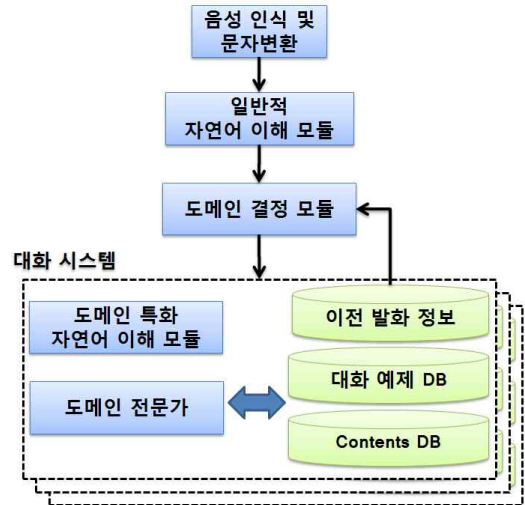 음성 인식 및
문자변환
일반적
자연어 이해 모듈
도메인 결정 모듈
대화 시스템
도메인 특화
자연어 이해 모듈
이전 발화 정보
대화 예제 DB
도메인 전문가
Contents DB